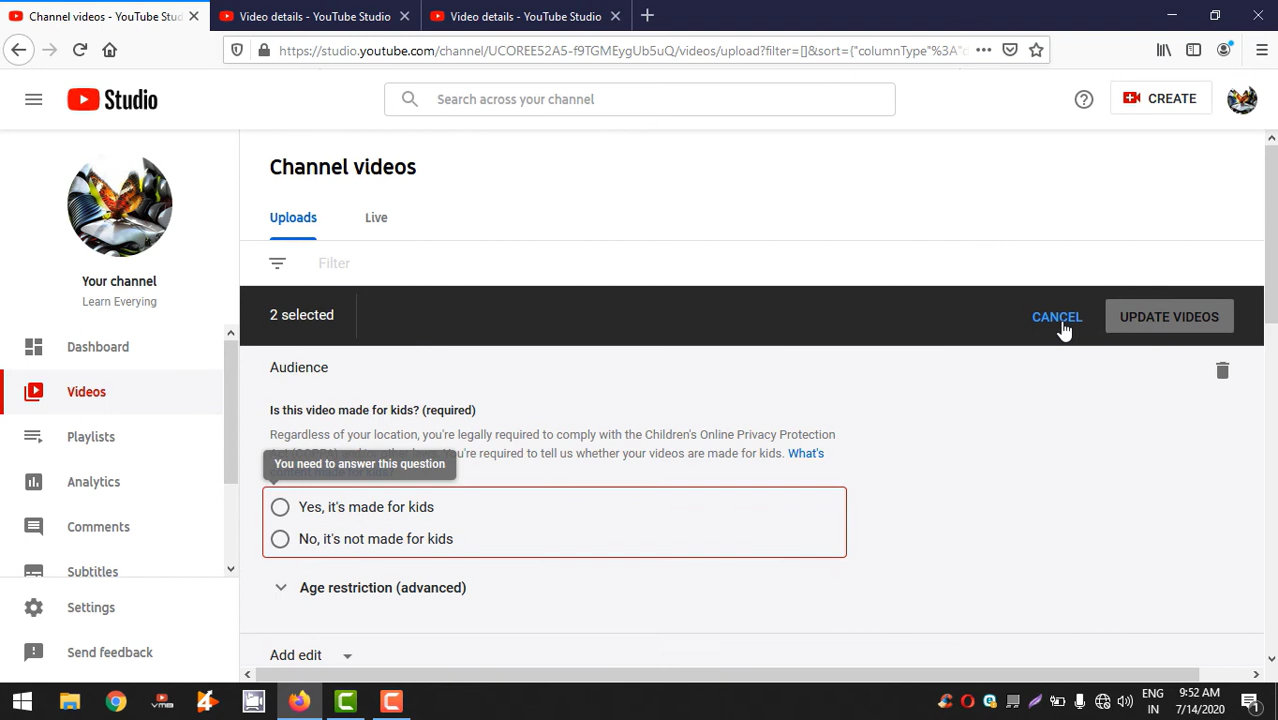 Channel videos - YouTube Stud
Video details - YouTube Studio
Video details - YouTube Studio
https://studio.youtube.com/channel/UCOREE52A5-f9TGMEygUb5uQ/videos/upload?filter=[]&sort={"columnType"%3A"d
Studio
Search across your channel
CREATE
Channel videos
Uploads
Live
Filter
Your channel
Learn Everying
2 selected
CANCEL
UPDATE VIDEOS
Dashboard
Videos
Playlists
Analytics
Comments
Subtitles
Settings
Send feedback
Audience
Is this video made for kids? (required)
Regardless of your location, you're legally required to comply with the Children's Online Privacy Protection
You're required to tell us whether your videos are made for kids. What's
You need to answer this question
Yes, it's made for kids
No, it's not made for kids
Age restriction (advanced)
Add edit
ENG
IN
9:52 AM
7/14/2020
1